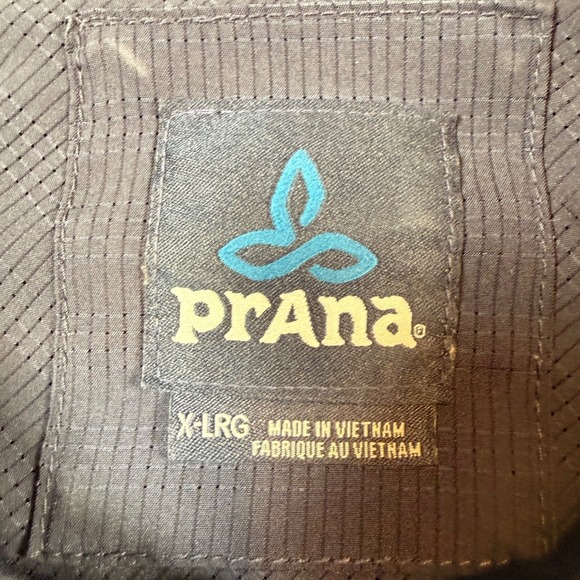 prAna
X-LRG MADE IN VIETNAM
FABRIQUE AU VIETNAM